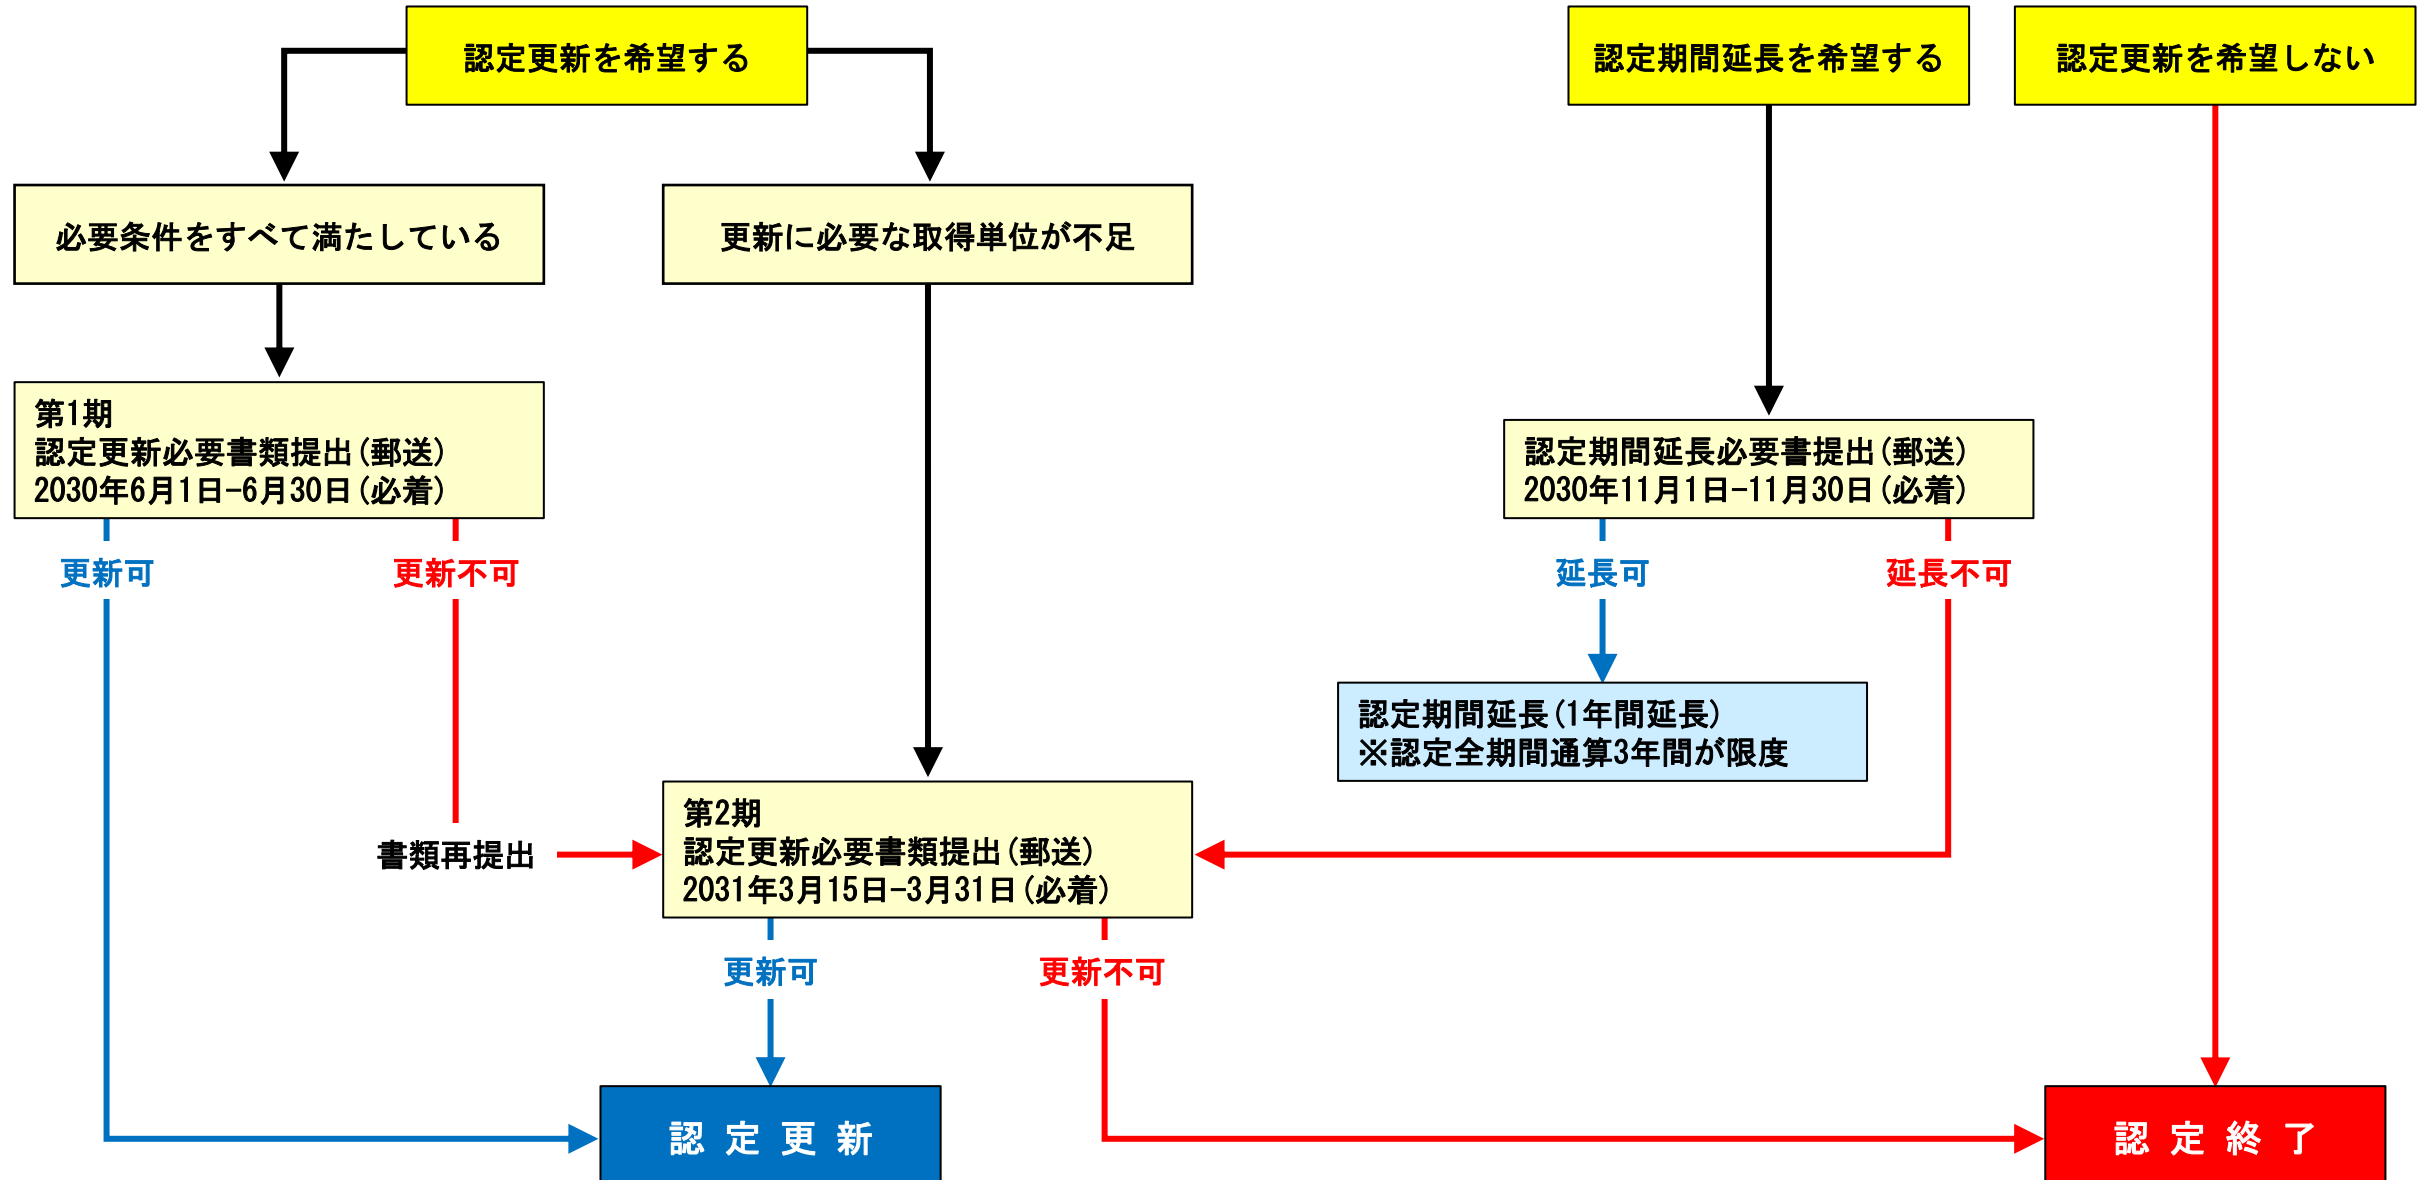 認定更新を希望する
認定期間延長を希望する
認定更新を希望しない
必要条件をすべて満たしている
更新に必要な取得単位が不足
第1期
認定更新必要書類提出(郵送)
2030年6月1日-6月30日(必着)
認定期間延長必要書提出(郵送)
2030年11月1日-11月30日(必着)
更新可
更新不可
延長可
延長不可
認定期間延長(1年間延長)
※認定全期間通算3年間が限度
書類再提出
第2期
認定更新必要書類提出(郵送)
2031年3月15日-3月31日(必着)
更新可
更新不可
認定更新
認定終了